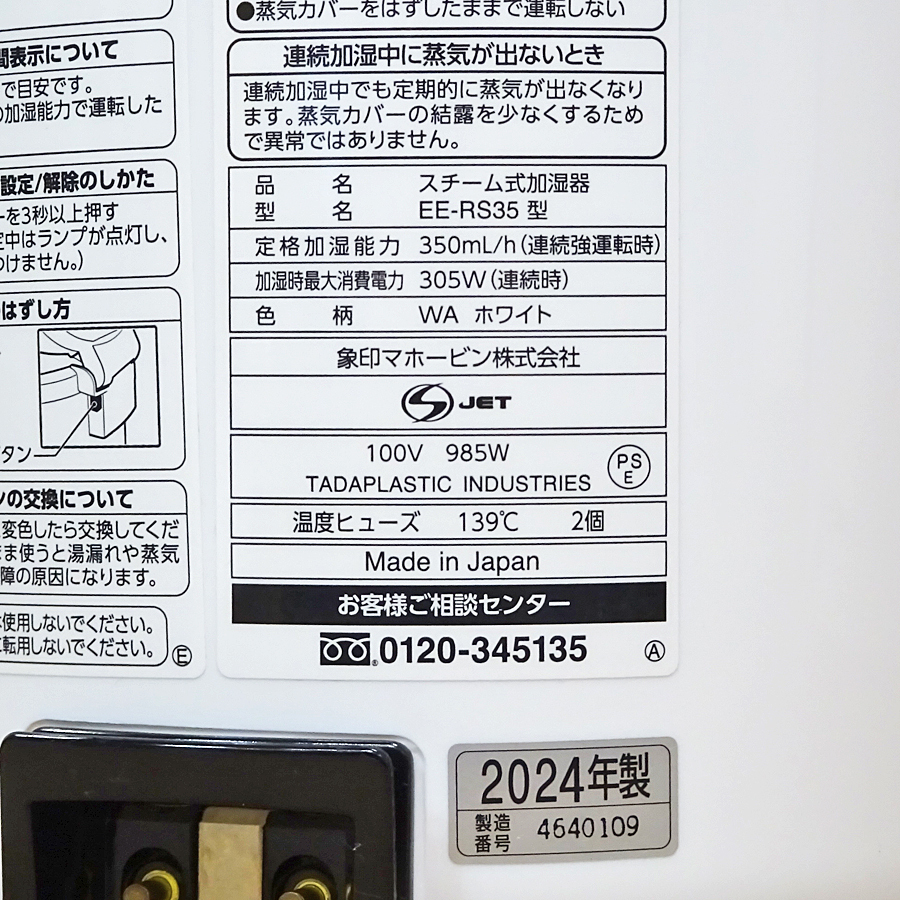 間表示について
で目安です。
の加湿能力で運転した
設定/解除のしかた
ーを3秒以上押す
定中はランプが点灯し、
つけません。)
はずし方
タン
ンの交換について
変色したら交換してくだ
まま使うと湯漏れや蒸気
障の原因になります。
使用しないでください。
転用しないでください。
E
●蒸気カバーをはずしたままで運転しない
連続加湿中に蒸気が出ないとき
連続加湿中でも定期的に蒸気が出なくなり
ます。蒸気カバーの結露を少なくするため
で異常ではありません。
品 名 スチーム式加湿器
型 名 EE-RS35 型
定格加湿能力 350mL/h(連続強運転時)
加湿時最大消費電力 305W(連続時)
色 柄 WA ホワイト
象印マホービン株式会社
S JET
100V 985W
TADAPLASTIC INDUSTRIES
PS
E
温度ヒューズ 139℃ 2個
Made in Japan
お客様ご相談センター
0120-345135
A
2024年製
製造
番号 4640109